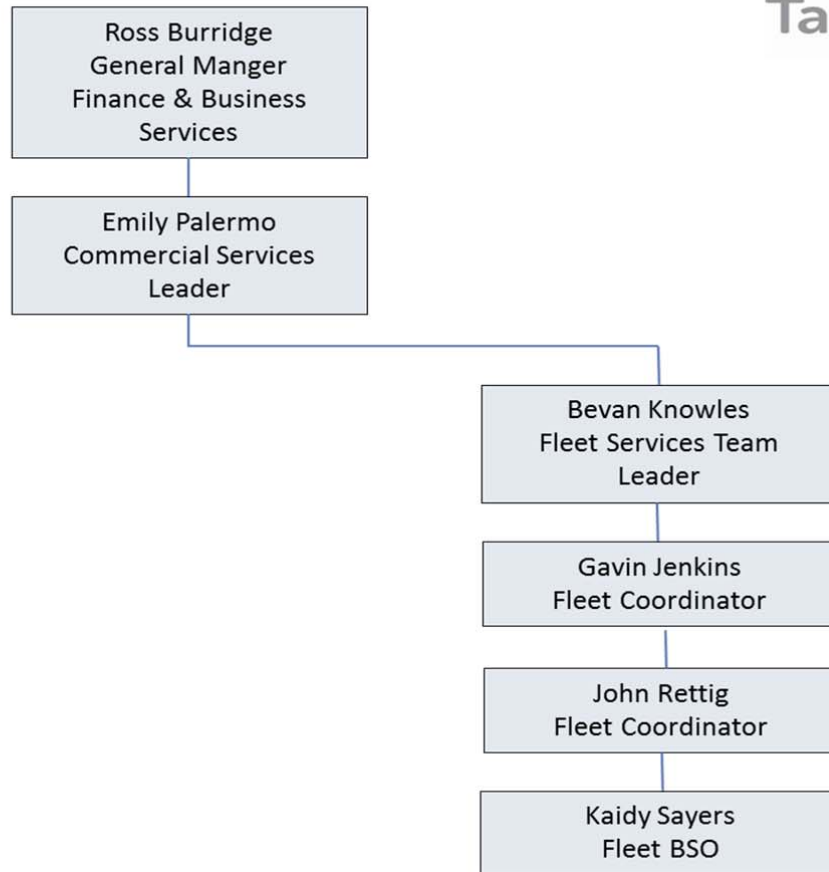 Ta
Ross Burridge
General Manger
Finance & Business
Services
Emily Palermo
Commercial Services
Leader
Bevan Knowles
Fleet Services Team
Leader
Gavin Jenkins
Fleet Coordinator
John Rettig
Fleet Coordinator
Kaidy Sayers
Fleet BSO